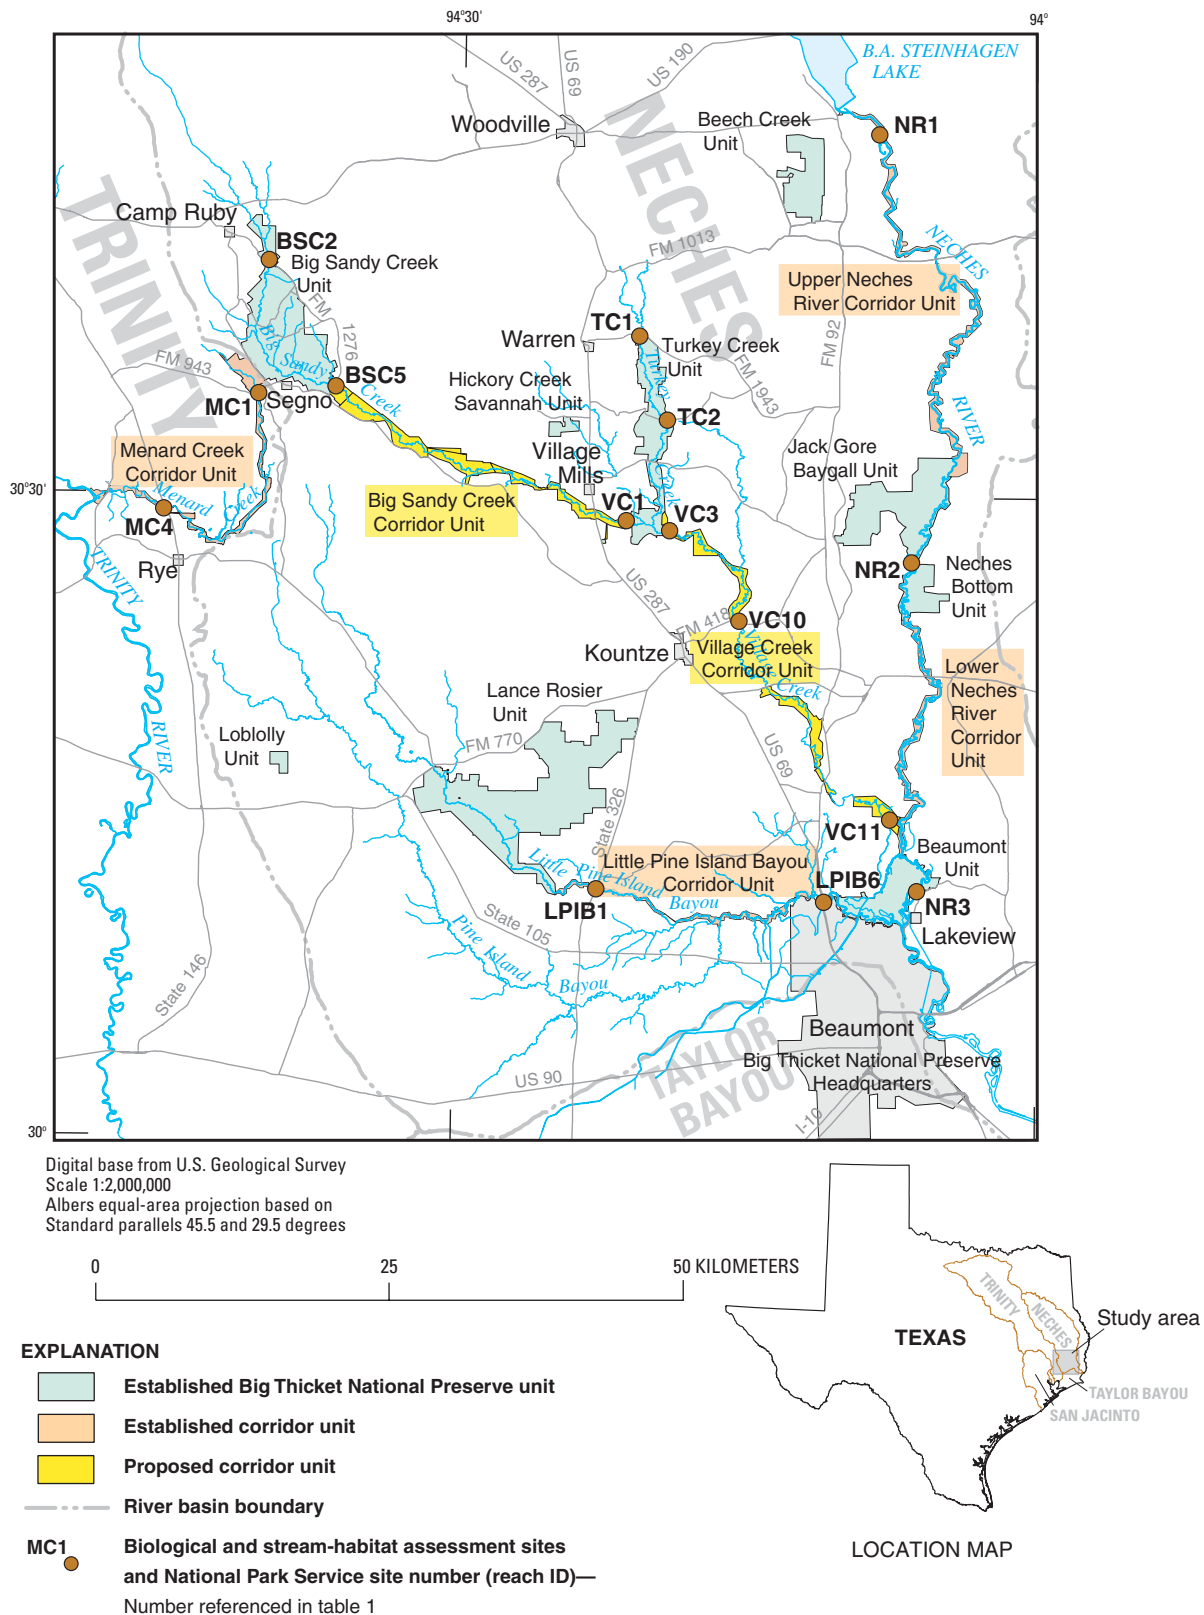 94°30'
94°
B.A. STEINHAGEN
LAKE
US 287
US 69
US 190
Woodville
NECHES
Beech Creek
Unit
NR1
TRINITY
Camp Ruby
BSC2
Big Sandy Creek
Unit
FM 1013
NECHES
Upper Neches
River Corridor Unit
FM
1276
Big
Sandy
Creek
TC1
Warren
Turkey Creek
Unit
Turkey
Creek
FM 92
FM 943
FM 1943
BSC5
Hickory Creek
Savannah Unit
MC1
Segno
TC2
RIVER
Menard Creek
Corridor Unit
Village
Mills
Jack Gore
Baygall Unit
30°30'
Menard
Creek
MC4
Big Sandy Creek
Corridor Unit
VC1
VC3
Rye
TRINITY
NR2
Neches
Bottom
Unit
US 287
FM 418
VC10
Kountze
Village Creek
Corridor Unit
Village Creek
Lower
Neches
River
Corridor
Unit
Lance Rosier
Unit
RIVER
Loblolly
Unit
FM 770
US 69
State 326
VC11
Beaumont
Unit
Little Pine Island
Bayou
Little Pine Island Bayou
Corridor Unit
LPIB6
LPIB1
NR3
Lakeview
State 105
Pine Island
Bayou
State 146
Beaumont
TAYLOR
BAYOU
Big Thicket National Preserve
Headquarters
US 90
I-10
30°
Digital base from U.S. Geological Survey
Scale 1:2,000,000
Albers equal-area projection based on
Standard parallels 45.5 and 29.5 degrees
0 25 50 KILOMETERS
EXPLANATION
Established Big Thicket National Preserve unit
Established corridor unit
Proposed corridor unit
River basin boundary
MC1
Biological and stream-habitat assessment sites
and National Park Service site number (reach ID)—
Number referenced in table 1
TRINITY
NECHES
TEXAS
Study area
TAYLOR BAYOU
SAN JACINTO
LOCATION MAP